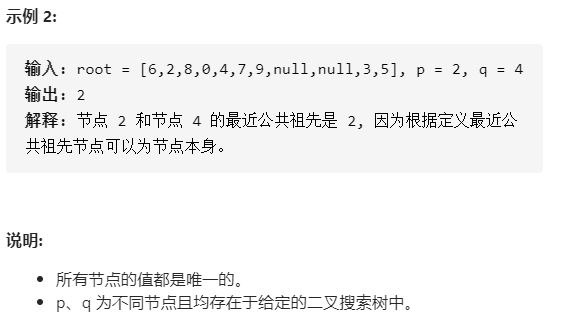 示例 2:
输入：root = [6,2,8,0,4,7,9,null,null,3,5], p = 2, q = 4
输出：2
解释：节点 2 和节点 4 的最近公共祖先是 2, 因为根据定义最近公
共祖先节点可以为节点本身。
说明:
• 所有节点的值都是唯一的。
• p、q 为不同节点且均存在于给定的二叉搜索树中。